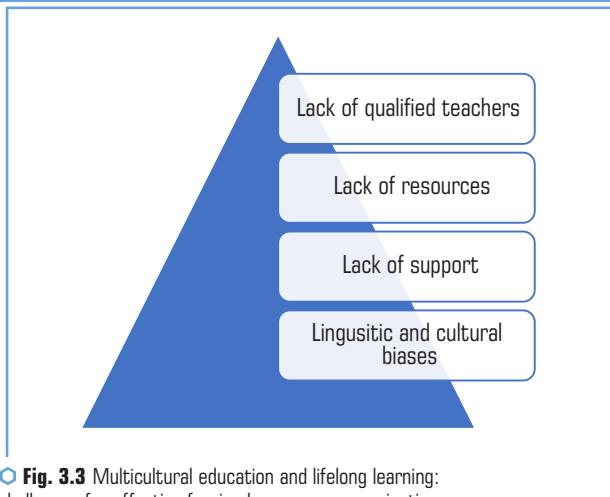 Lack of qualified teachers
Lack of resources
Lack of support
Lingusitic and cultural
biases
Fig. 3.3 Multicultural education and lifelong learning: